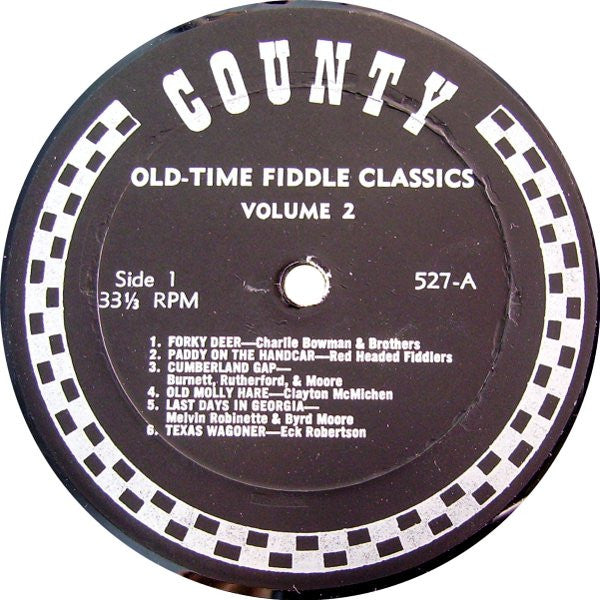 COUNTY
OLD-TIME FIDDLE CLASSICS
VOLUME 2
Side 1
33⅓ RPM
527-A
1. FORKY DEER—Charlie Bowman & Brothers
2. PADDY ON THE HANDCAR—Red Headed Fiddlers
3. CUMBERLAND GAP—
Burnett, Rutherford, & Moore
4. OLD MOLLY HARE—Clayton McMichen
5. LAST DAYS IN GEORGIA—
Melvin Robinette & Byrd Moore
6. TEXAS WAGONER—Eck Robertson